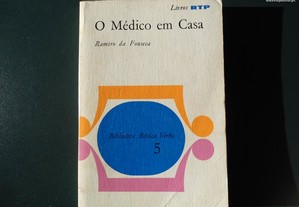 Livros RTP
O Médico em Casa
Ramiro da Fonseca
Biblioteca Básica Verbo
5